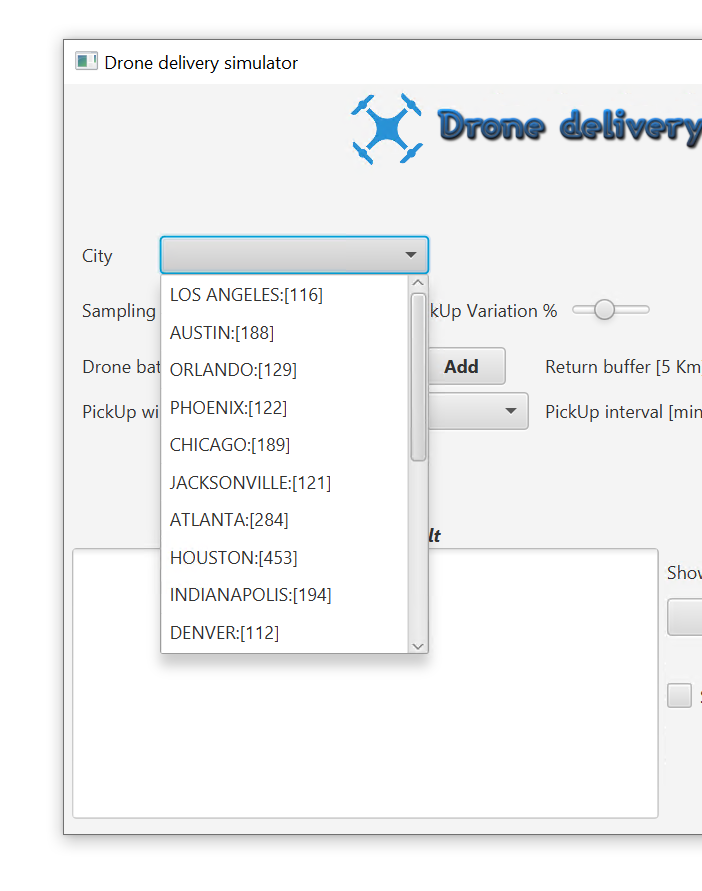 Drone delivery simulator
Drone delivery
City
LOS ANGELES:[116]
Sampling
kUp Variation %
AUSTIN:[188]
Drone bat
ORLANDO:[129]
Add
Return buffer [5 Km]
PickUp wi
PHOENIX:[122]
PickUp interval [min
CHICAGO:[189]
JACKSONVILLE:[121]
ATLANTA:[284]
lt
HOUSTON:[453]
Show
INDIANAPOLIS:[194]
DENVER:[112]